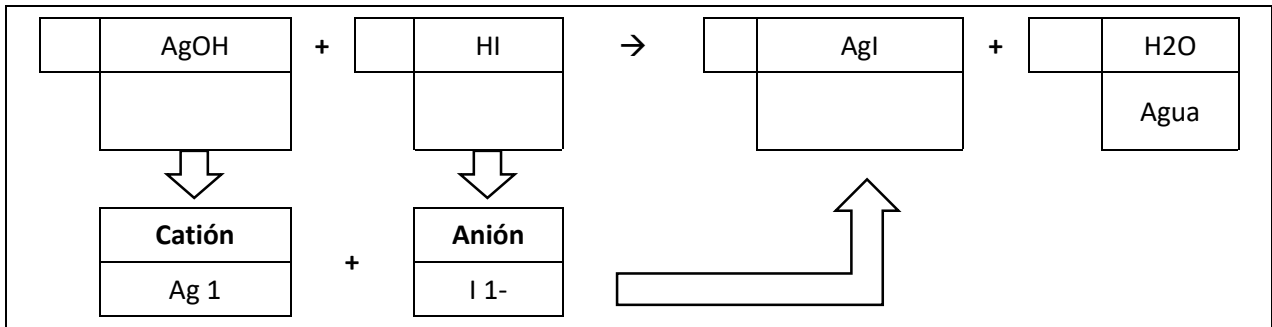 AgOH + HI → AgI + H2O
Agua
Catión + Anión
Ag 1 I 1-